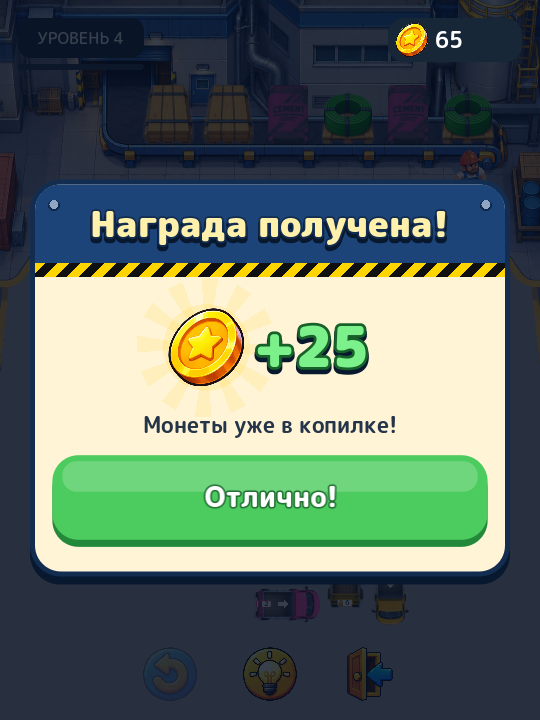 УРОВЕНЬ 4
65
Награда получена!
+25
Монеты уже в копилке!
Отлично!